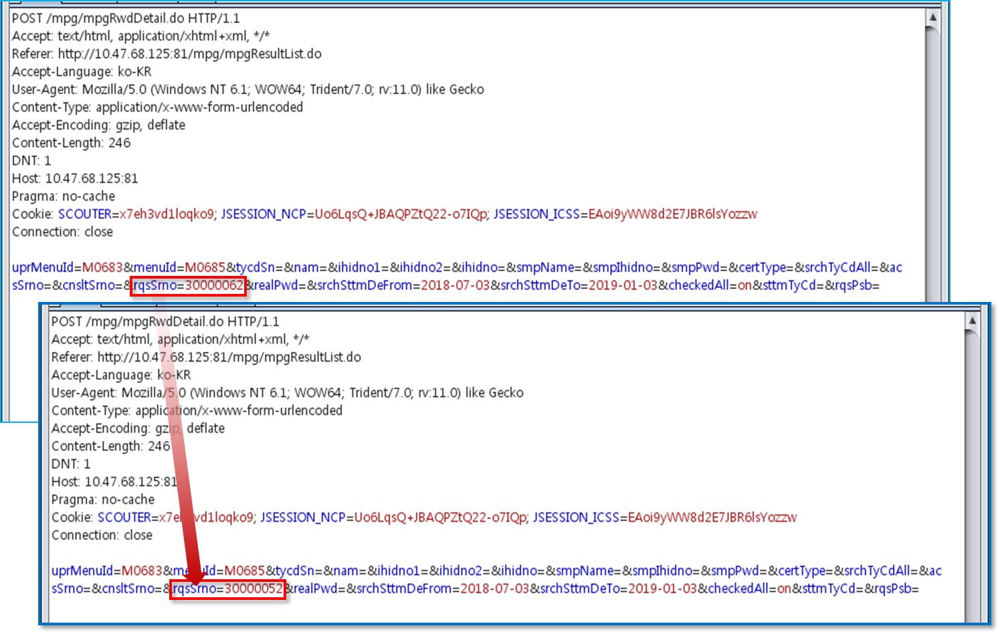 POST /mpg/mpgRwdDetail.do HTTP/1.1
Accept: text/html, application/xhtml+xml, */*
Referer: http://10.47.68.125:81/mpg/mpgResultList.do
Accept-Language: ko-KR
User-Agent: Mozilla/5.0 (Windows NT 6.1; WOW64; Trident/7.0; rv:11.0) like Gecko
Content-Type: application/x-www-form-urlencoded
Accept-Encoding: gzip, deflate
Content-Length: 246
DNT: 1
Host: 10.47.68.125:81
Pragma: no-cache
Cookie: SCOUTER=x7eh3vd1loqko9; JSESSION_NCP=Uo6LqsQ+JBAQPZtQ22-o7IQp; JSESSION_ICSS=EAoi9yWW8d2E7JBR6lsYozzw
Connection: close
uprMenuId=M0683&menuId=M0685&tycdSn=&nam=&ihidno1=&ihidno2=&ihidno=&smpName=&smpIhidno=&smpPwd=&certType=&srchTyCdAll=&ac
sSrno=&cnsltSrno=&rqsSrno=30000062&realPwd=&srchSttmDeFrom=2018-07-03&srchSttmDeTo=2019-01-03&checkedAll=on&sttmTyCd=&rqsPsb=
POST /mpg/mpgRwdDetail.do HTTP/1.1
Accept: text/html, application/xhtml+xml, */*
Referer: http://10.47.68.125:81/mpg/mpgResultList.do
Accept-Language: ko-KR
User-Agent: Mozilla/5.0 (Windows NT 6.1; WOW64; Trident/7.0; rv:11.0) like Gecko
Content-Type: application/x-www-form-urlencoded
Accept-Encoding: gzip, deflate
Content-Length: 246
DNT: 1
Host: 10.47.68.125:81
Pragma: no-cache
Cookie: SCOUTER=x7eh3vd1loqko9; JSESSION_NCP=Uo6LqsQ+JBAQPZtQ22-o7IQp; JSESSION_ICSS=EAoi9yWW8d2E7JBR6lsYozzw
Connection: close
uprMenuId=M0683&menuId=M0685&tycdSn=&nam=&ihidno1=&ihidno2=&ihidno=&smpName=&smpIhidno=&smpPwd=&certType=&srchTyCdAll=&ac
sSrno=&cnsltSrno=&rqsSrno=30000052&realPwd=&srchSttmDeFrom=2018-07-03&srchSttmDeTo=2019-01-03&checkedAll=on&sttmTyCd=&rqsPsb=